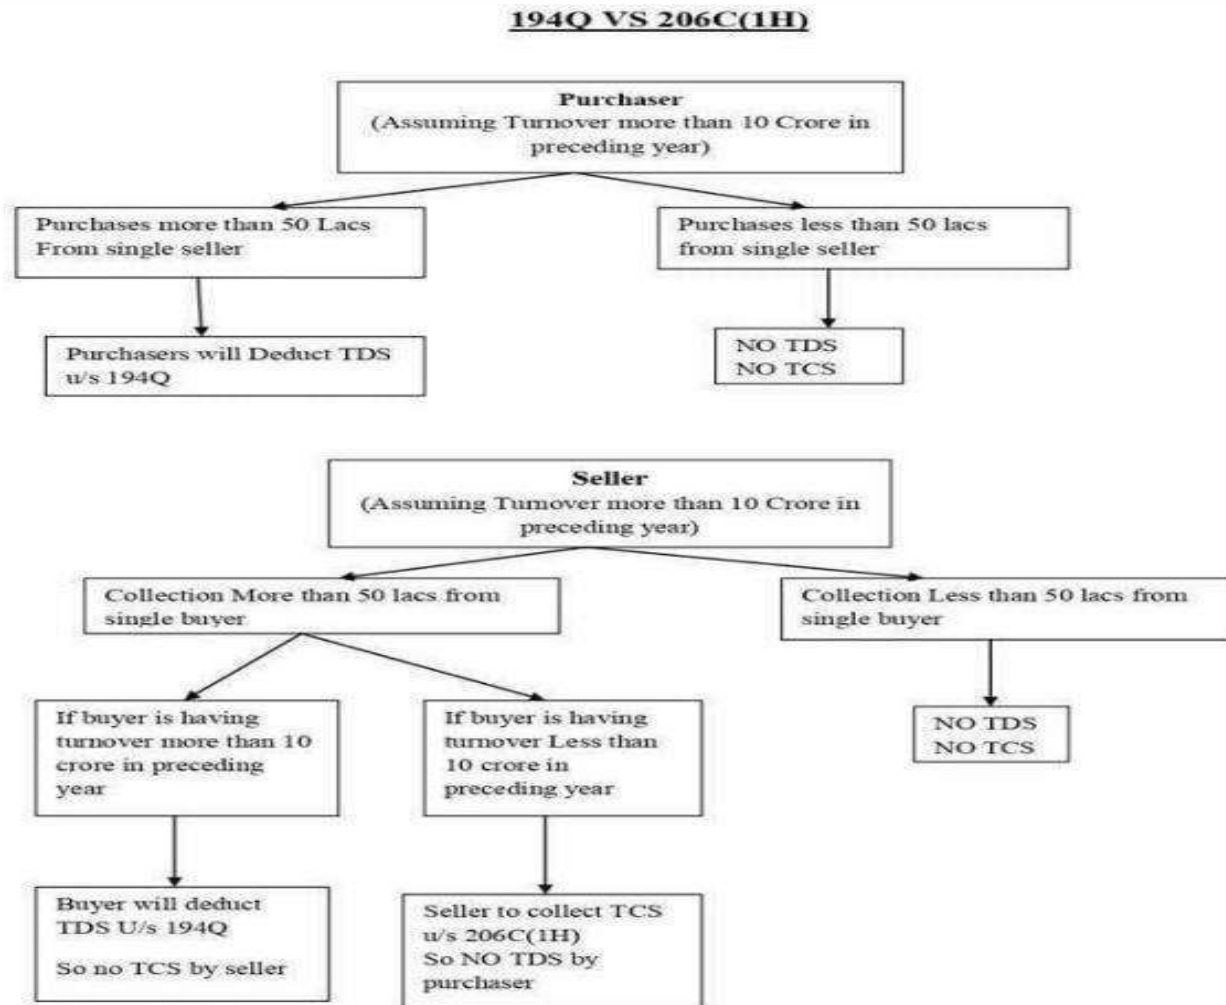 194Q VS 206C(1H)
Purchaser
(Assuming Turnover more than 10 Crore in
preceding year)
Purchases more than 50 Lacs
From single seller
Purchases less than 50 lacs
from single seller
Purchasers will Deduct TDS
u/s 194Q
NO TDS
NO TCS
Seller
(Assuming Turnover more than 10 Crore in
preceding year)
Collection More than 50 lacs from
single buyer
Collection Less than 50 lacs from
single buyer
If buyer is having
turnover more than 10
crore in preceding
year
If buyer is having
turnover Less than
10 crore in
preceding year
NO TDS
NO TCS
Buyer will deduct
TDS U/s 194Q
So no TCS by seller
Seller to collect TCS
u/s 206C(1H)
So NO TDS by
purchaser